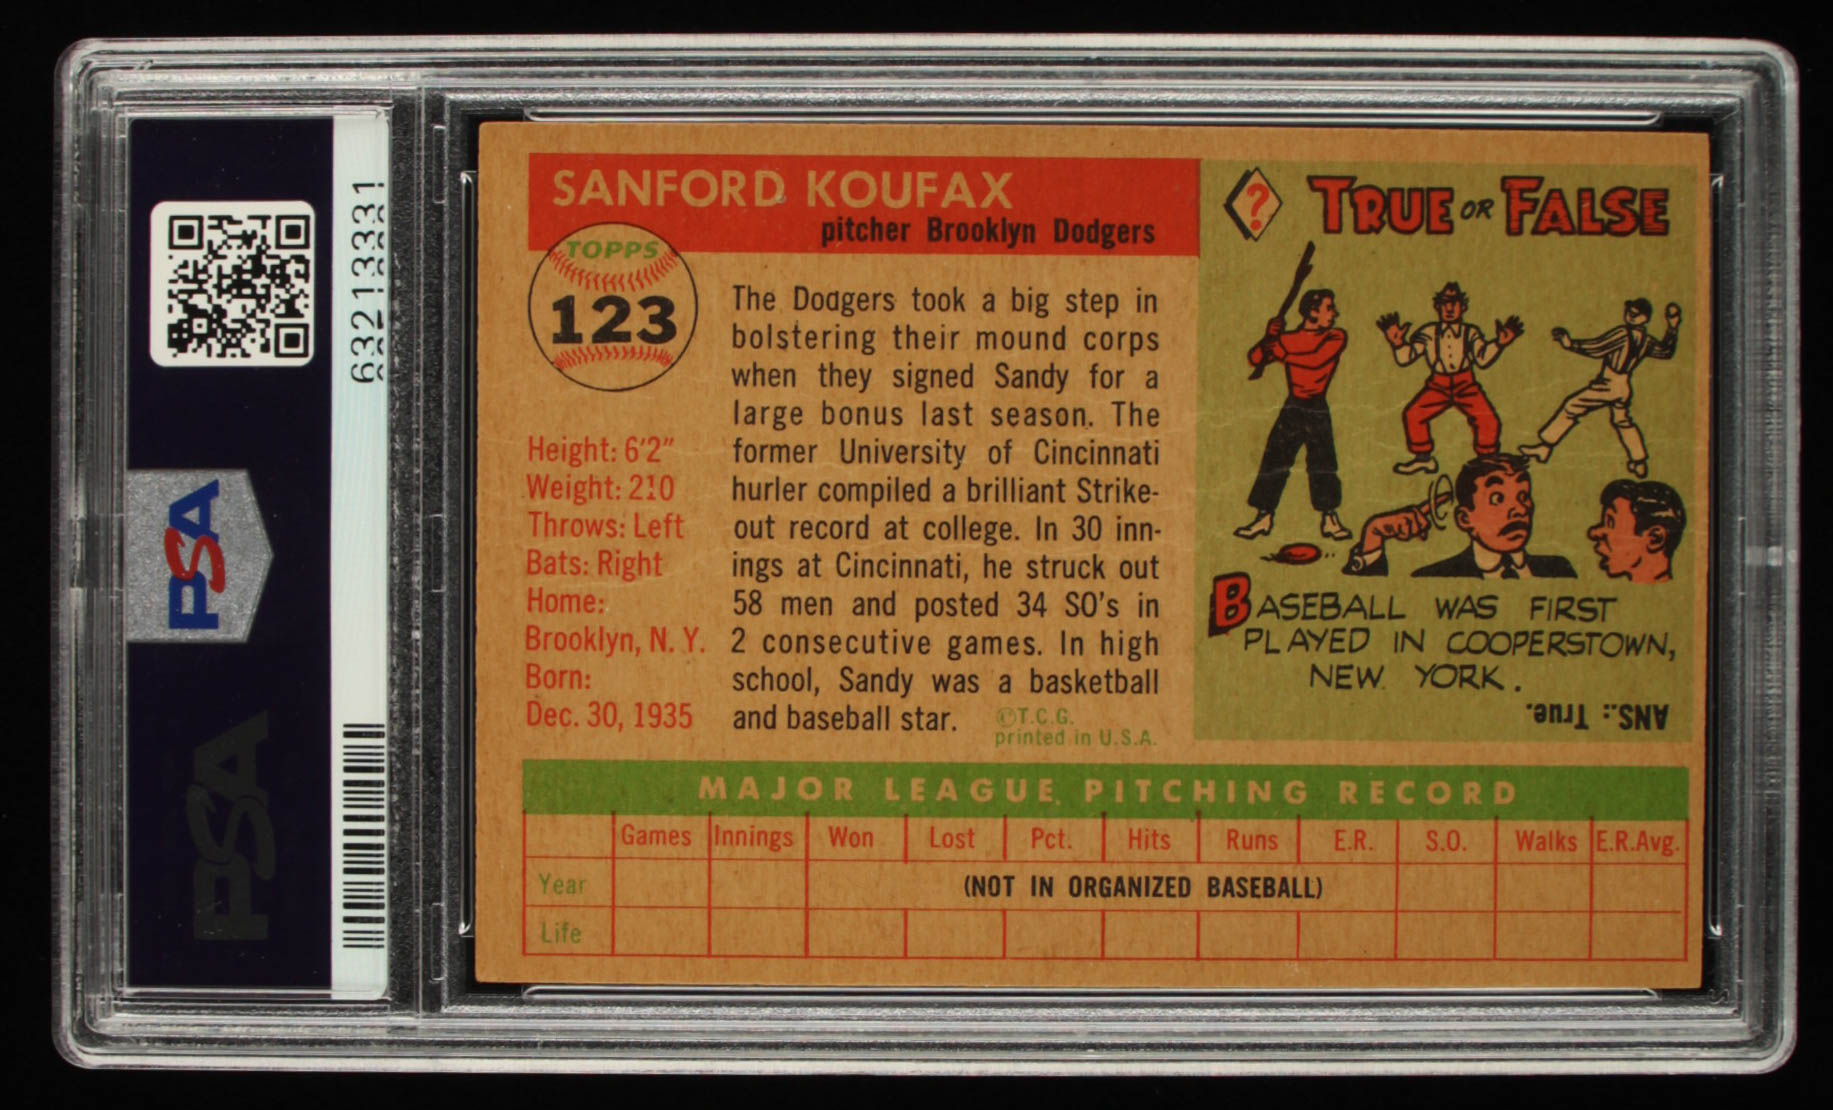 PSA
63213331
PSA
SANFORD KOUFAX
pitcher Brooklyn Dodgers
TOPPS
123
Height: 6'2"
Weight: 210
Throws: Left
Bats: Right
Home:
Brooklyn, N. Y.
Born:
Dec. 30, 1935
The Dodgers took a big step in
bolstering their mound corps
when they signed Sandy for a
large bonus last season. The
former University of Cincinnati
hurler compiled a brilliant Strike-
out record at college. In 30 inn-
ings at Cincinnati, he struck out
58 men and posted 34 SO's in
2 consecutive games. In high
school, Sandy was a basketball
and baseball star.
©T.C.G.
printed in U.S.A.
? TRUE OR FALSE
BASEBALL WAS FIRST
PLAYED IN COOPERSTOWN,
NEW YORK.
ANS.: True.
MAJOR LEAGUE PITCHING RECORD
Games Innings Won Lost Pct. Hits Runs E.R. S.O. Walks E.R.Avg.
Year (NOT IN ORGANIZED BASEBALL)
Life